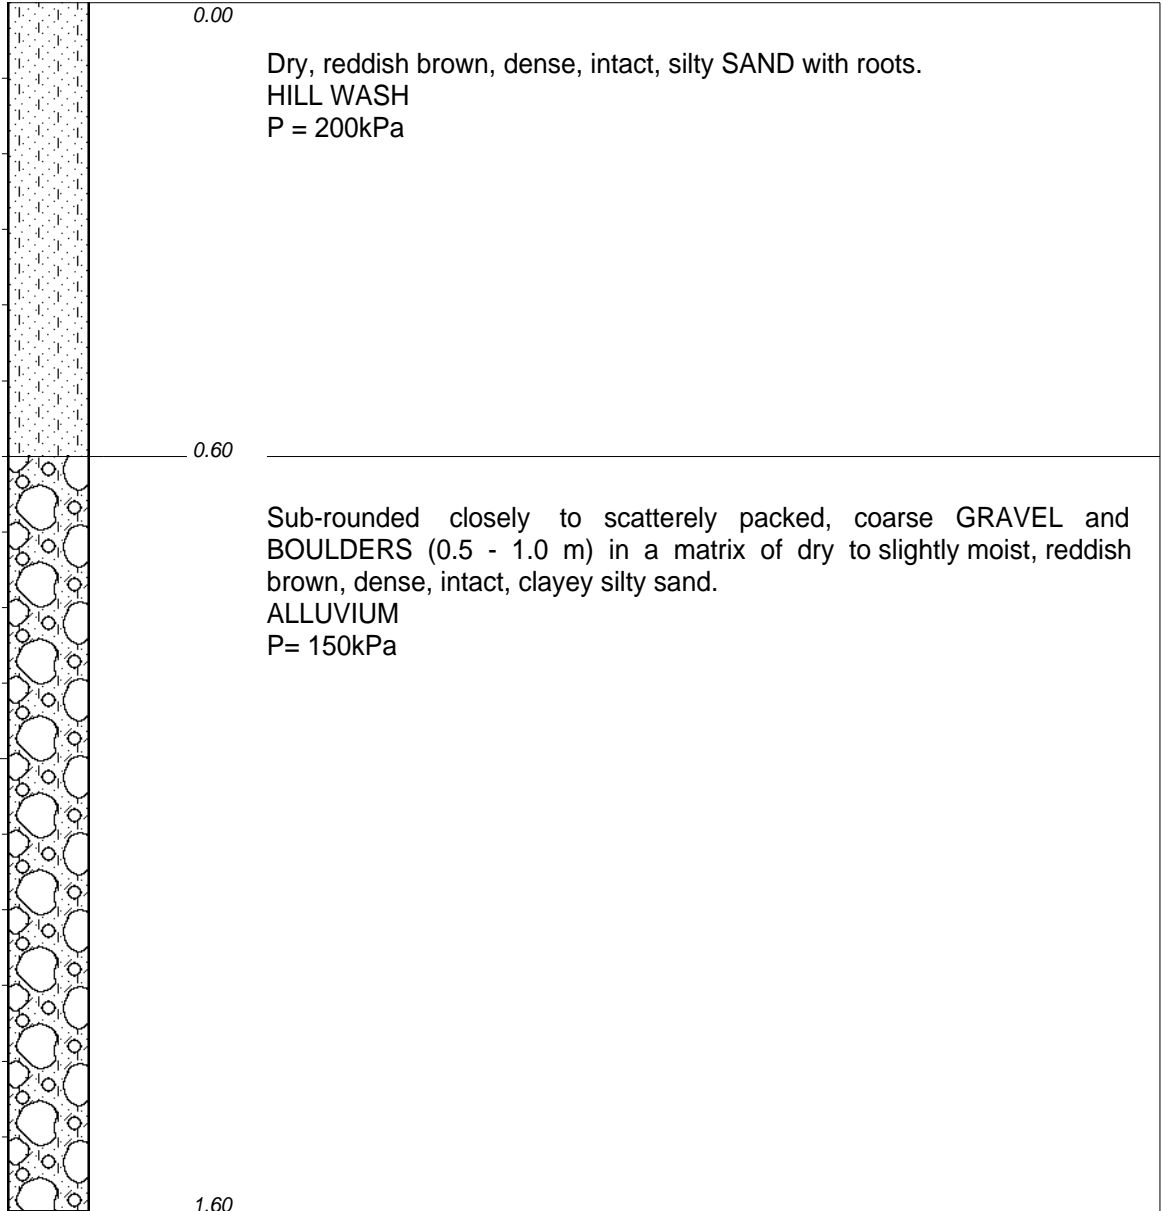 0.00
Dry, reddish brown, dense, intact, silty SAND with roots.
HILL WASH
P = 200kPa
0.60
Sub-rounded closely to scatterely packed, coarse GRAVEL and
BOULDERS (0.5 - 1.0 m) in a matrix of dry to slightly moist, reddish
brown, dense, intact, clayey silty sand.
ALLUVIUM
P= 150kPa
1.60